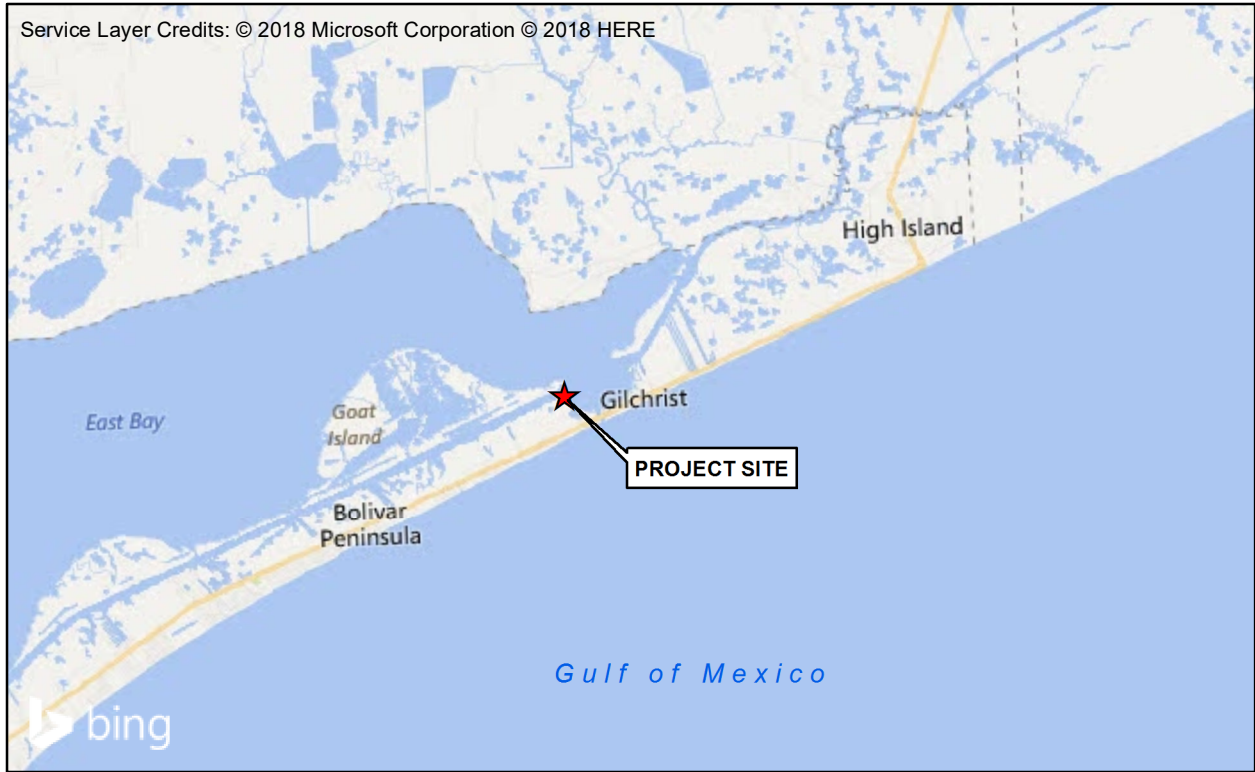 Service Layer Credits: © 2018 Microsoft Corporation © 2018 HERE
High Island
Gilchrist
Goat
Island
East Bay
PROJECT SITE
Bolivar
Peninsula
Gulf of Mexico
bing